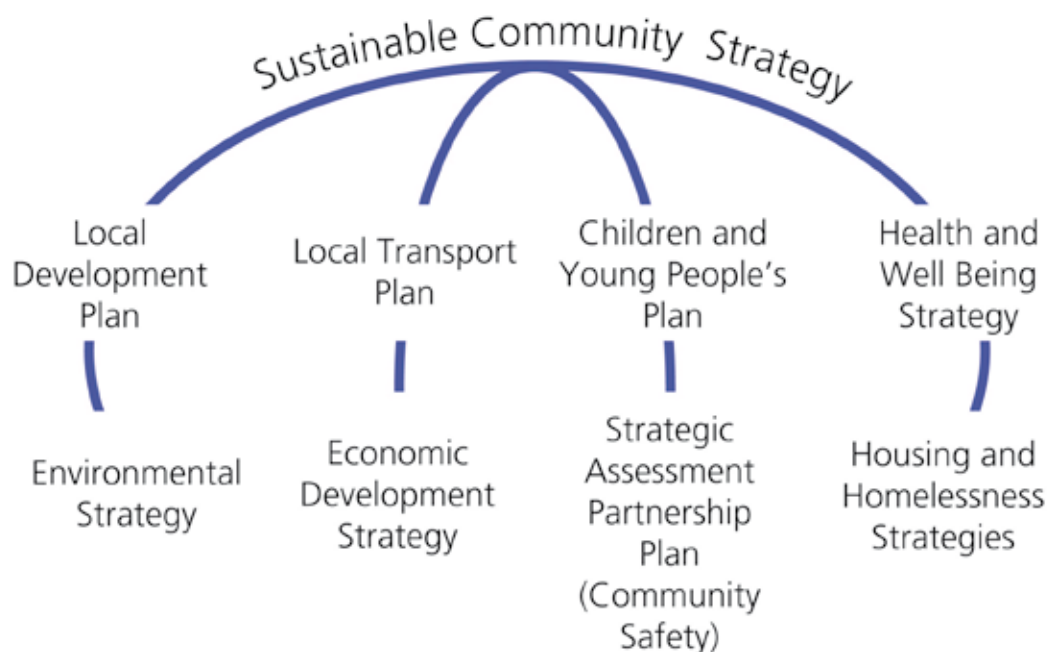 Sustainable Community Strategy
Local
Development
Plan
Local Transport
Plan
Children and
Young People's
Plan
Health and
Well Being
Strategy
Environmental
Strategy
Economic
Development
Strategy
Strategic
Assessment
Partnership
Plan
(Community
Safety)
Housing and
Homelessness
Strategies